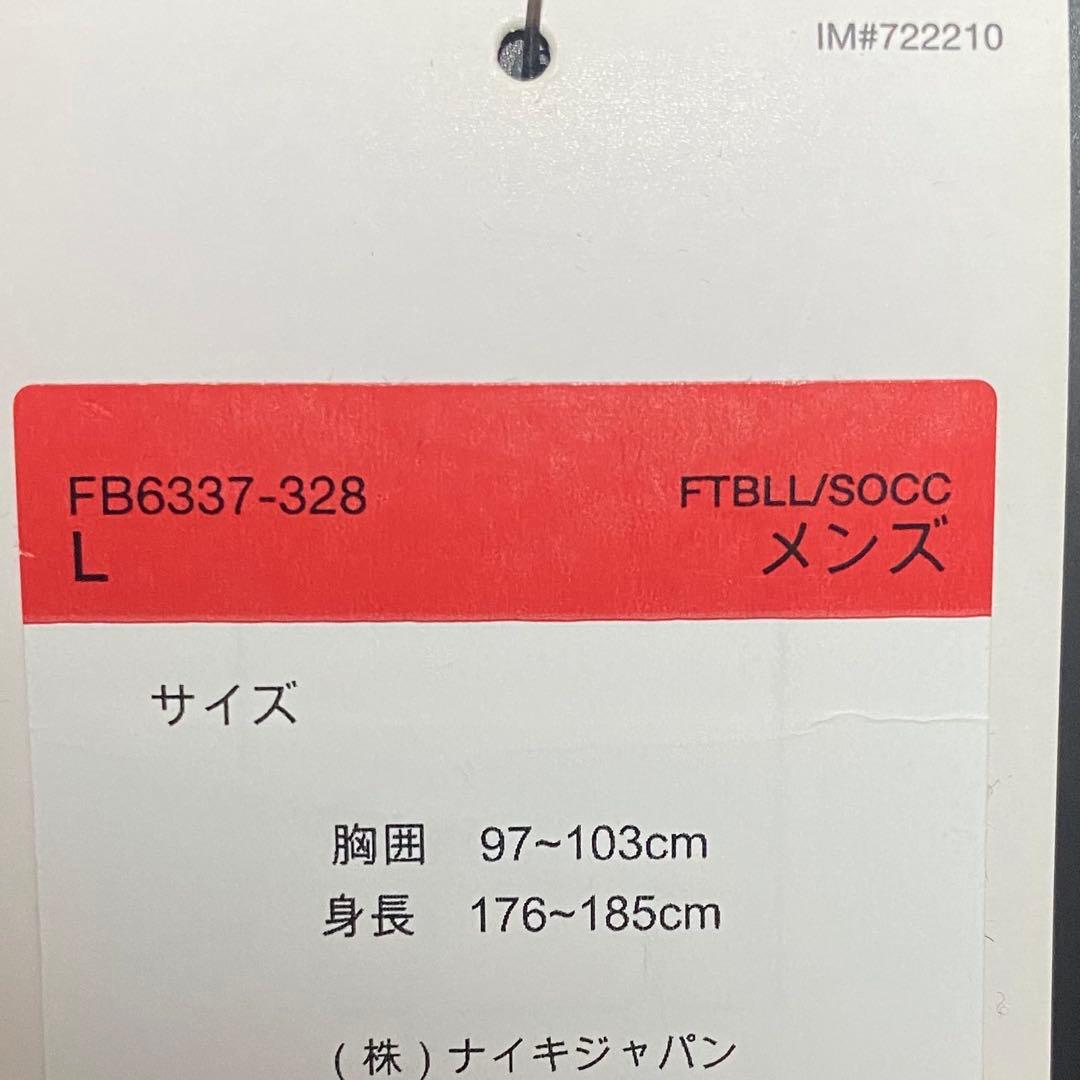 IM#722210
FB6337-328
FTBLL/SOCC
L
メンズ
サイズ
胸囲 97~103cm
身長 176~185cm
(株)ナイキジャパン